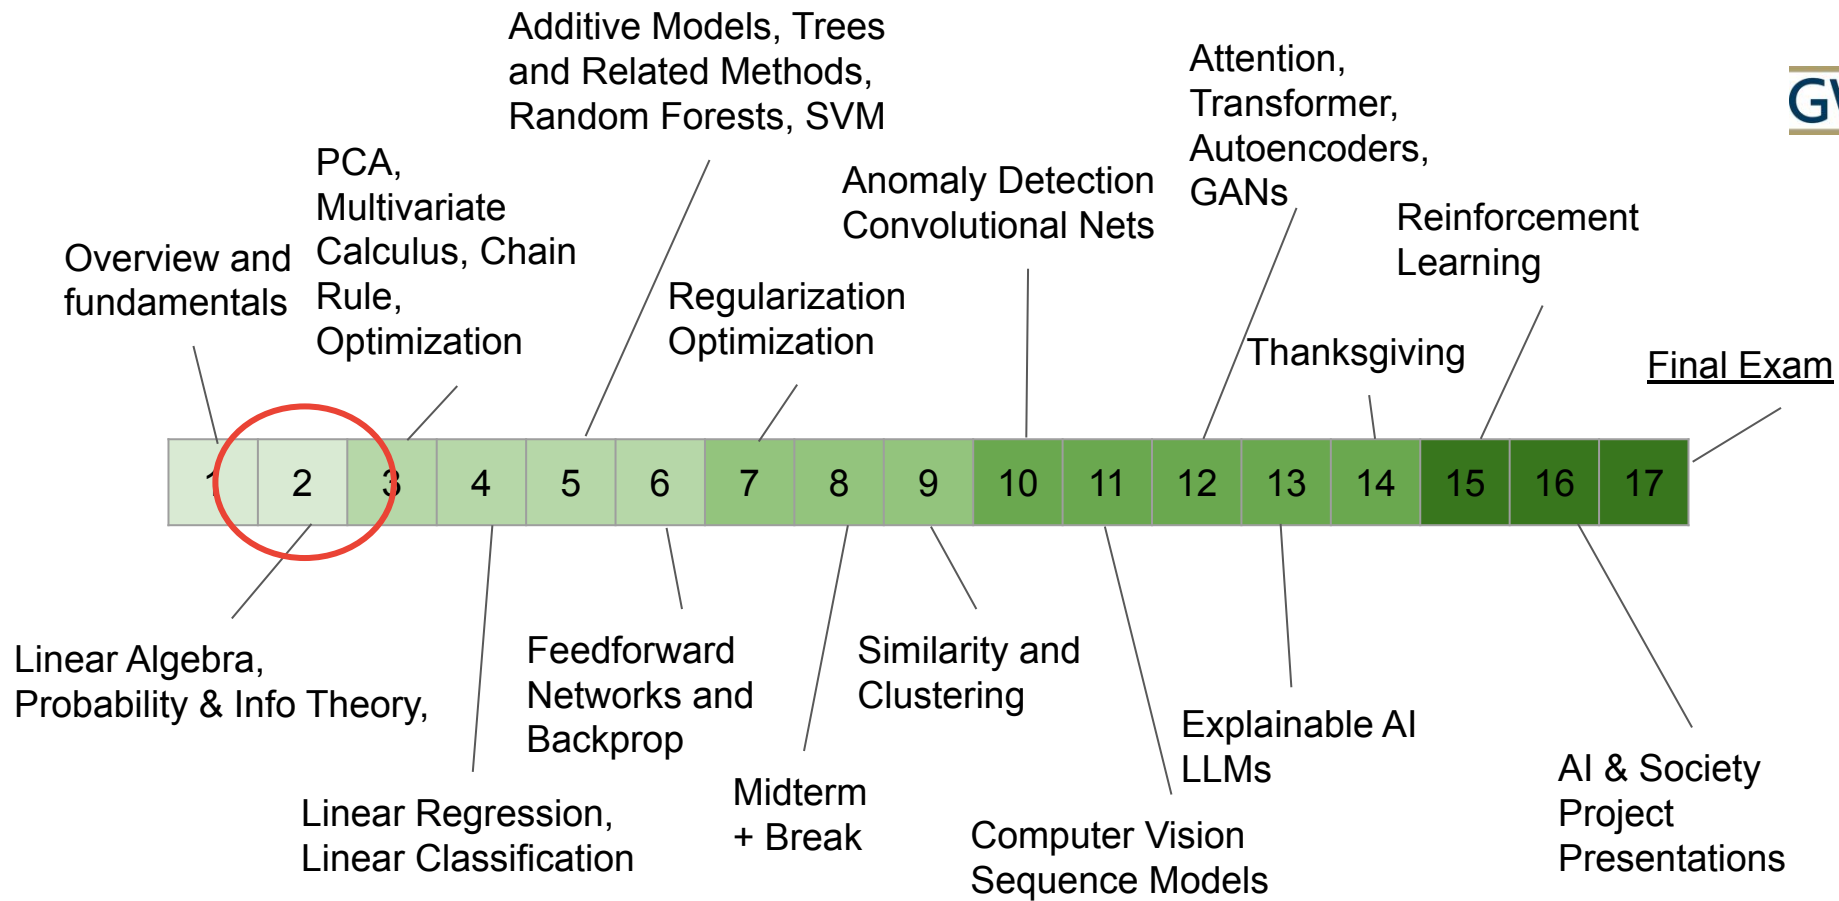 Additive Models, Trees
and Related Methods,
Random Forests, SVM
Attention,
Transformer,
Autoencoders,
GANs
GW
PCA,
Multivariate
Calculus, Chain
Rule,
Optimization
Anomaly Detection
Convolutional Nets
Reinforcement
Learning
Overview and
fundamentals
Regularization
Optimization
Thanksgiving
Final Exam
1 2 3 4 5 6 7 8 9 10 11 12 13 14 15 16 17
Linear Algebra,
Probability & Info Theory,
Feedforward
Networks and
Backprop
Similarity and
Clustering
Explainable AI
LLMs
Midterm
+ Break
AI & Society
Project
Presentations
Linear Regression,
Linear Classification
Computer Vision
Sequence Models